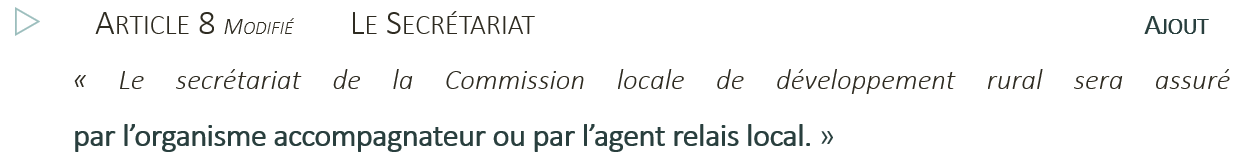 ARTICLE 8 MODIFIÉ LE SECRÉTARIAT AJOUT
« Le secrétariat de la Commission locale de développement rural sera assuré
par l’organisme accompagnateur ou par l’agent relais local. »